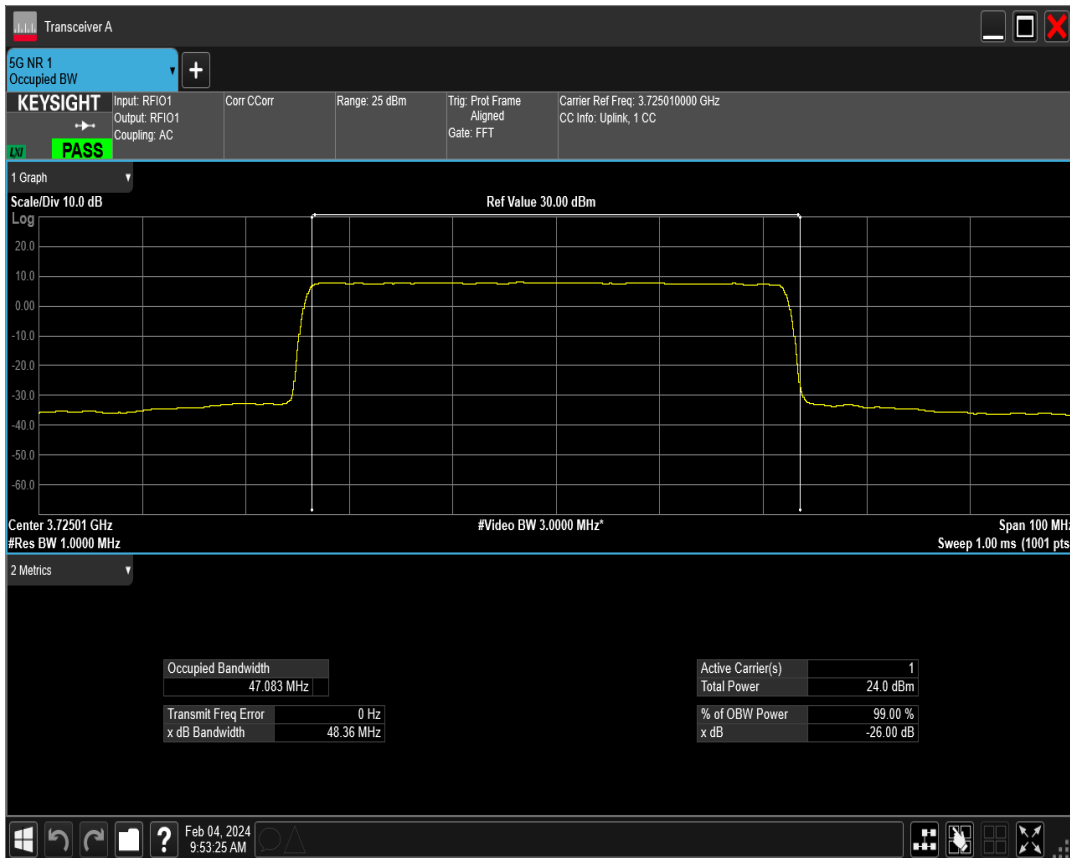 Transceiver A
5G NR 1
Occupied BW
+
KEYSIGHT
LXI
PASS
Input: RFIO1
Output: RFIO1
Coupling: AC
Corr CCorr
Range: 25 dBm
Trig: Prot Frame
Aligned
Gate: FFT
Carrier Ref Freq: 3.725010000 GHz
CC Info: Uplink, 1 CC
1 Graph
Scale/Div 10.0 dB
Ref Value 30.00 dBm
Log
20.0
10.0
0.00
-10.0
-20.0
-30.0
-40.0
-50.0
-60.0
Center 3.72501 GHz
#Video BW 3.0000 MHz*
Span 100 MHz
#Res BW 1.0000 MHz
Sweep 1.00 ms (1001 pts
2 Metrics
Occupied Bandwidth
47.083 MHz
Transmit Freq Error 0 Hz
x dB Bandwidth 48.36 MHz
Active Carrier(s) 1
Total Power 24.0 dBm
% of OBW Power 99.00 %
x dB -26.00 dB
?
Feb 04, 2024
9:53:25 AM